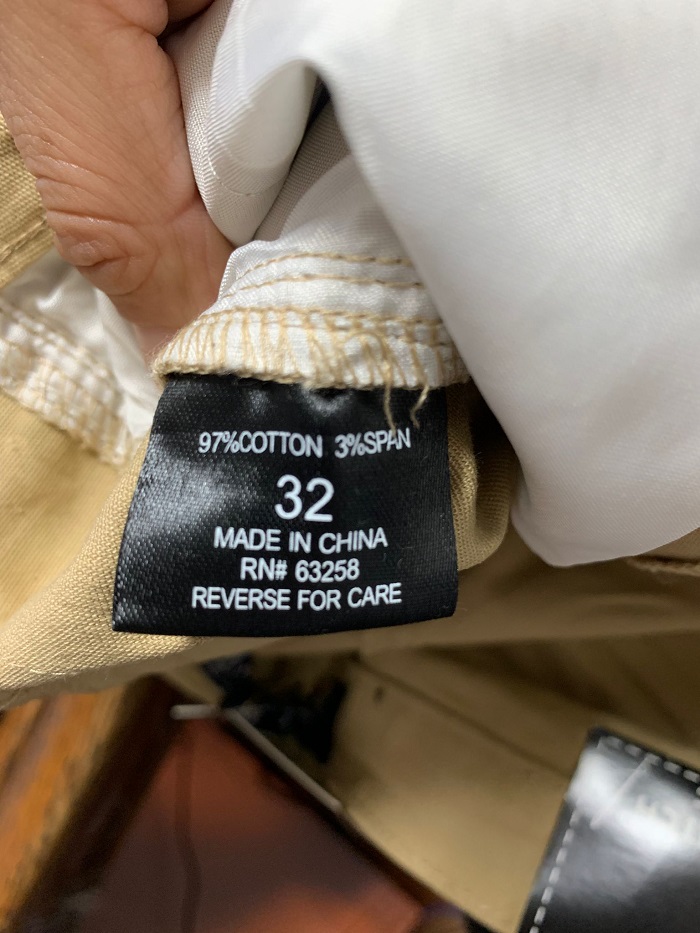 97%COTTON 3%SPAN
32
MADE IN CHINA
RN# 63258
REVERSE FOR CARE